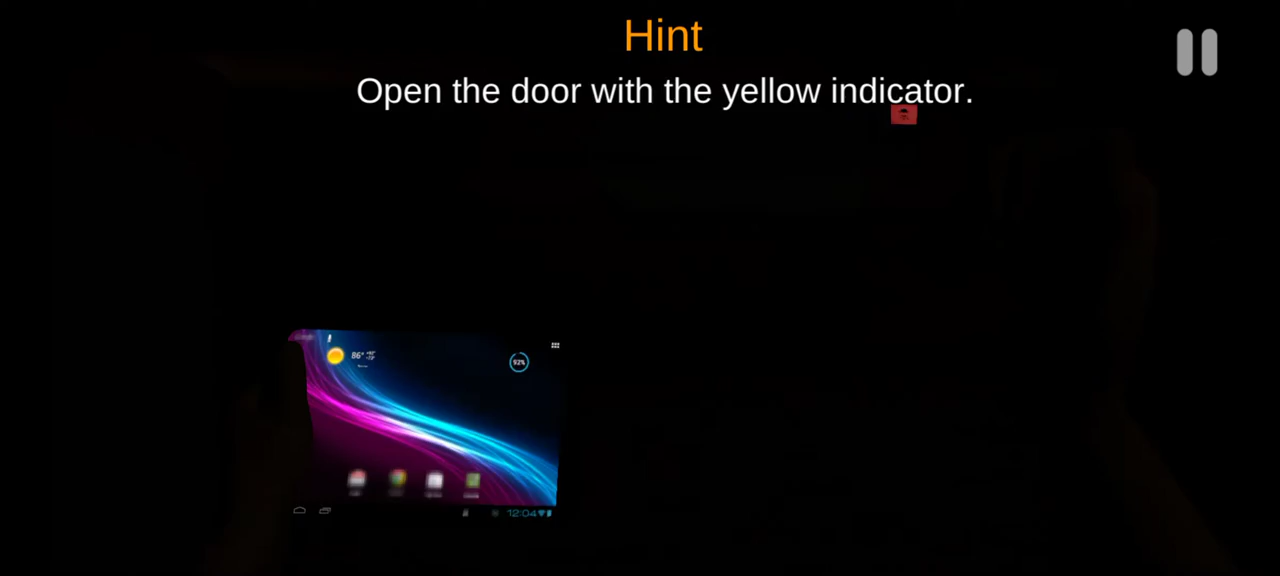 Hint
Open the door with the yellow indicator.
86°
92%
12:04